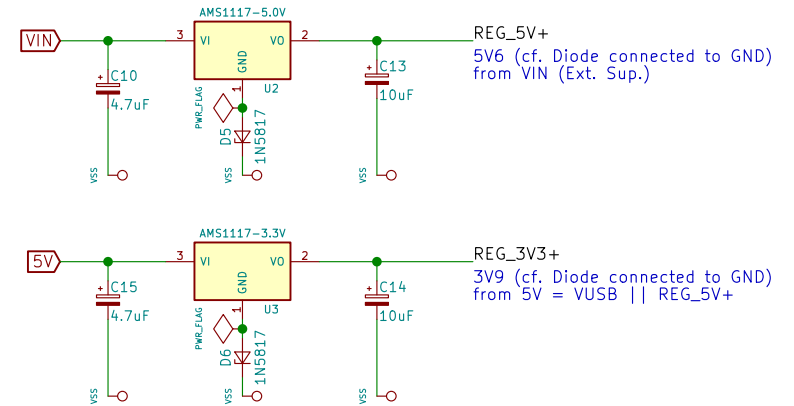 AMS1117-5.0V
VIN
3
VI
VO
2
REG_5V+
5V6 (cf. Diode connected to GND)
from VIN (Ext. Sup.)
GND
+
C10
4.7uF
1
U2
+
C13
10uF
PWR_FLAG
D5
1N5817
VSS
VSS
VSS
AMS1117-3.3V
5V
3
VI
VO
2
REG_3V3+
3V9 (cf. Diode connected to GND)
from 5V = VUSB || REG_5V+
GND
+
C15
4.7uF
1
U3
+
C14
10uF
PWR_FLAG
D6
1N5817
VSS
VSS
VSS